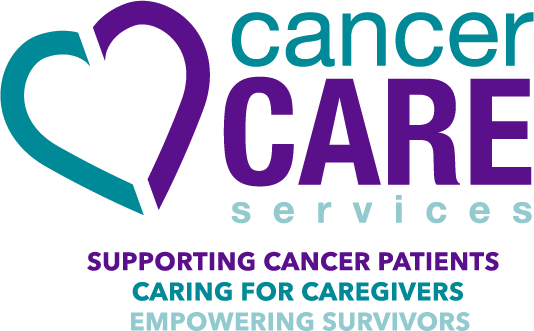 cancer
CARE
services
SUPPORTING CANCER PATIENTS
CARING FOR CAREGIVERS
EMPOWERING SURVIVORS